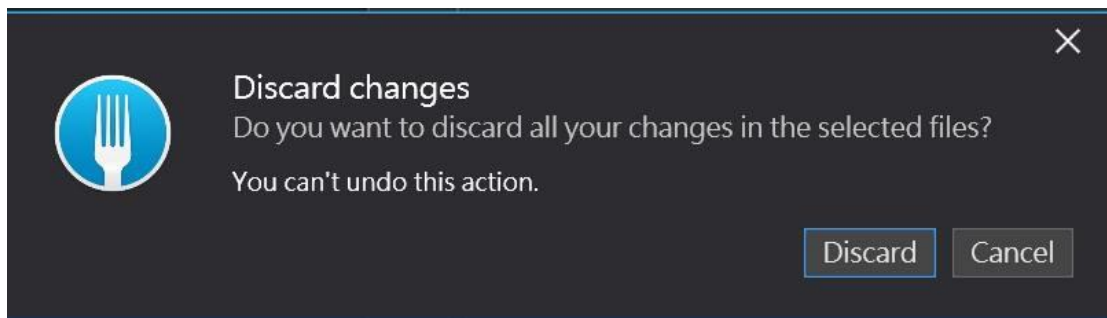 Discard changes
Do you want to discard all your changes in the selected files?
You can't undo this action.
Discard Cancel